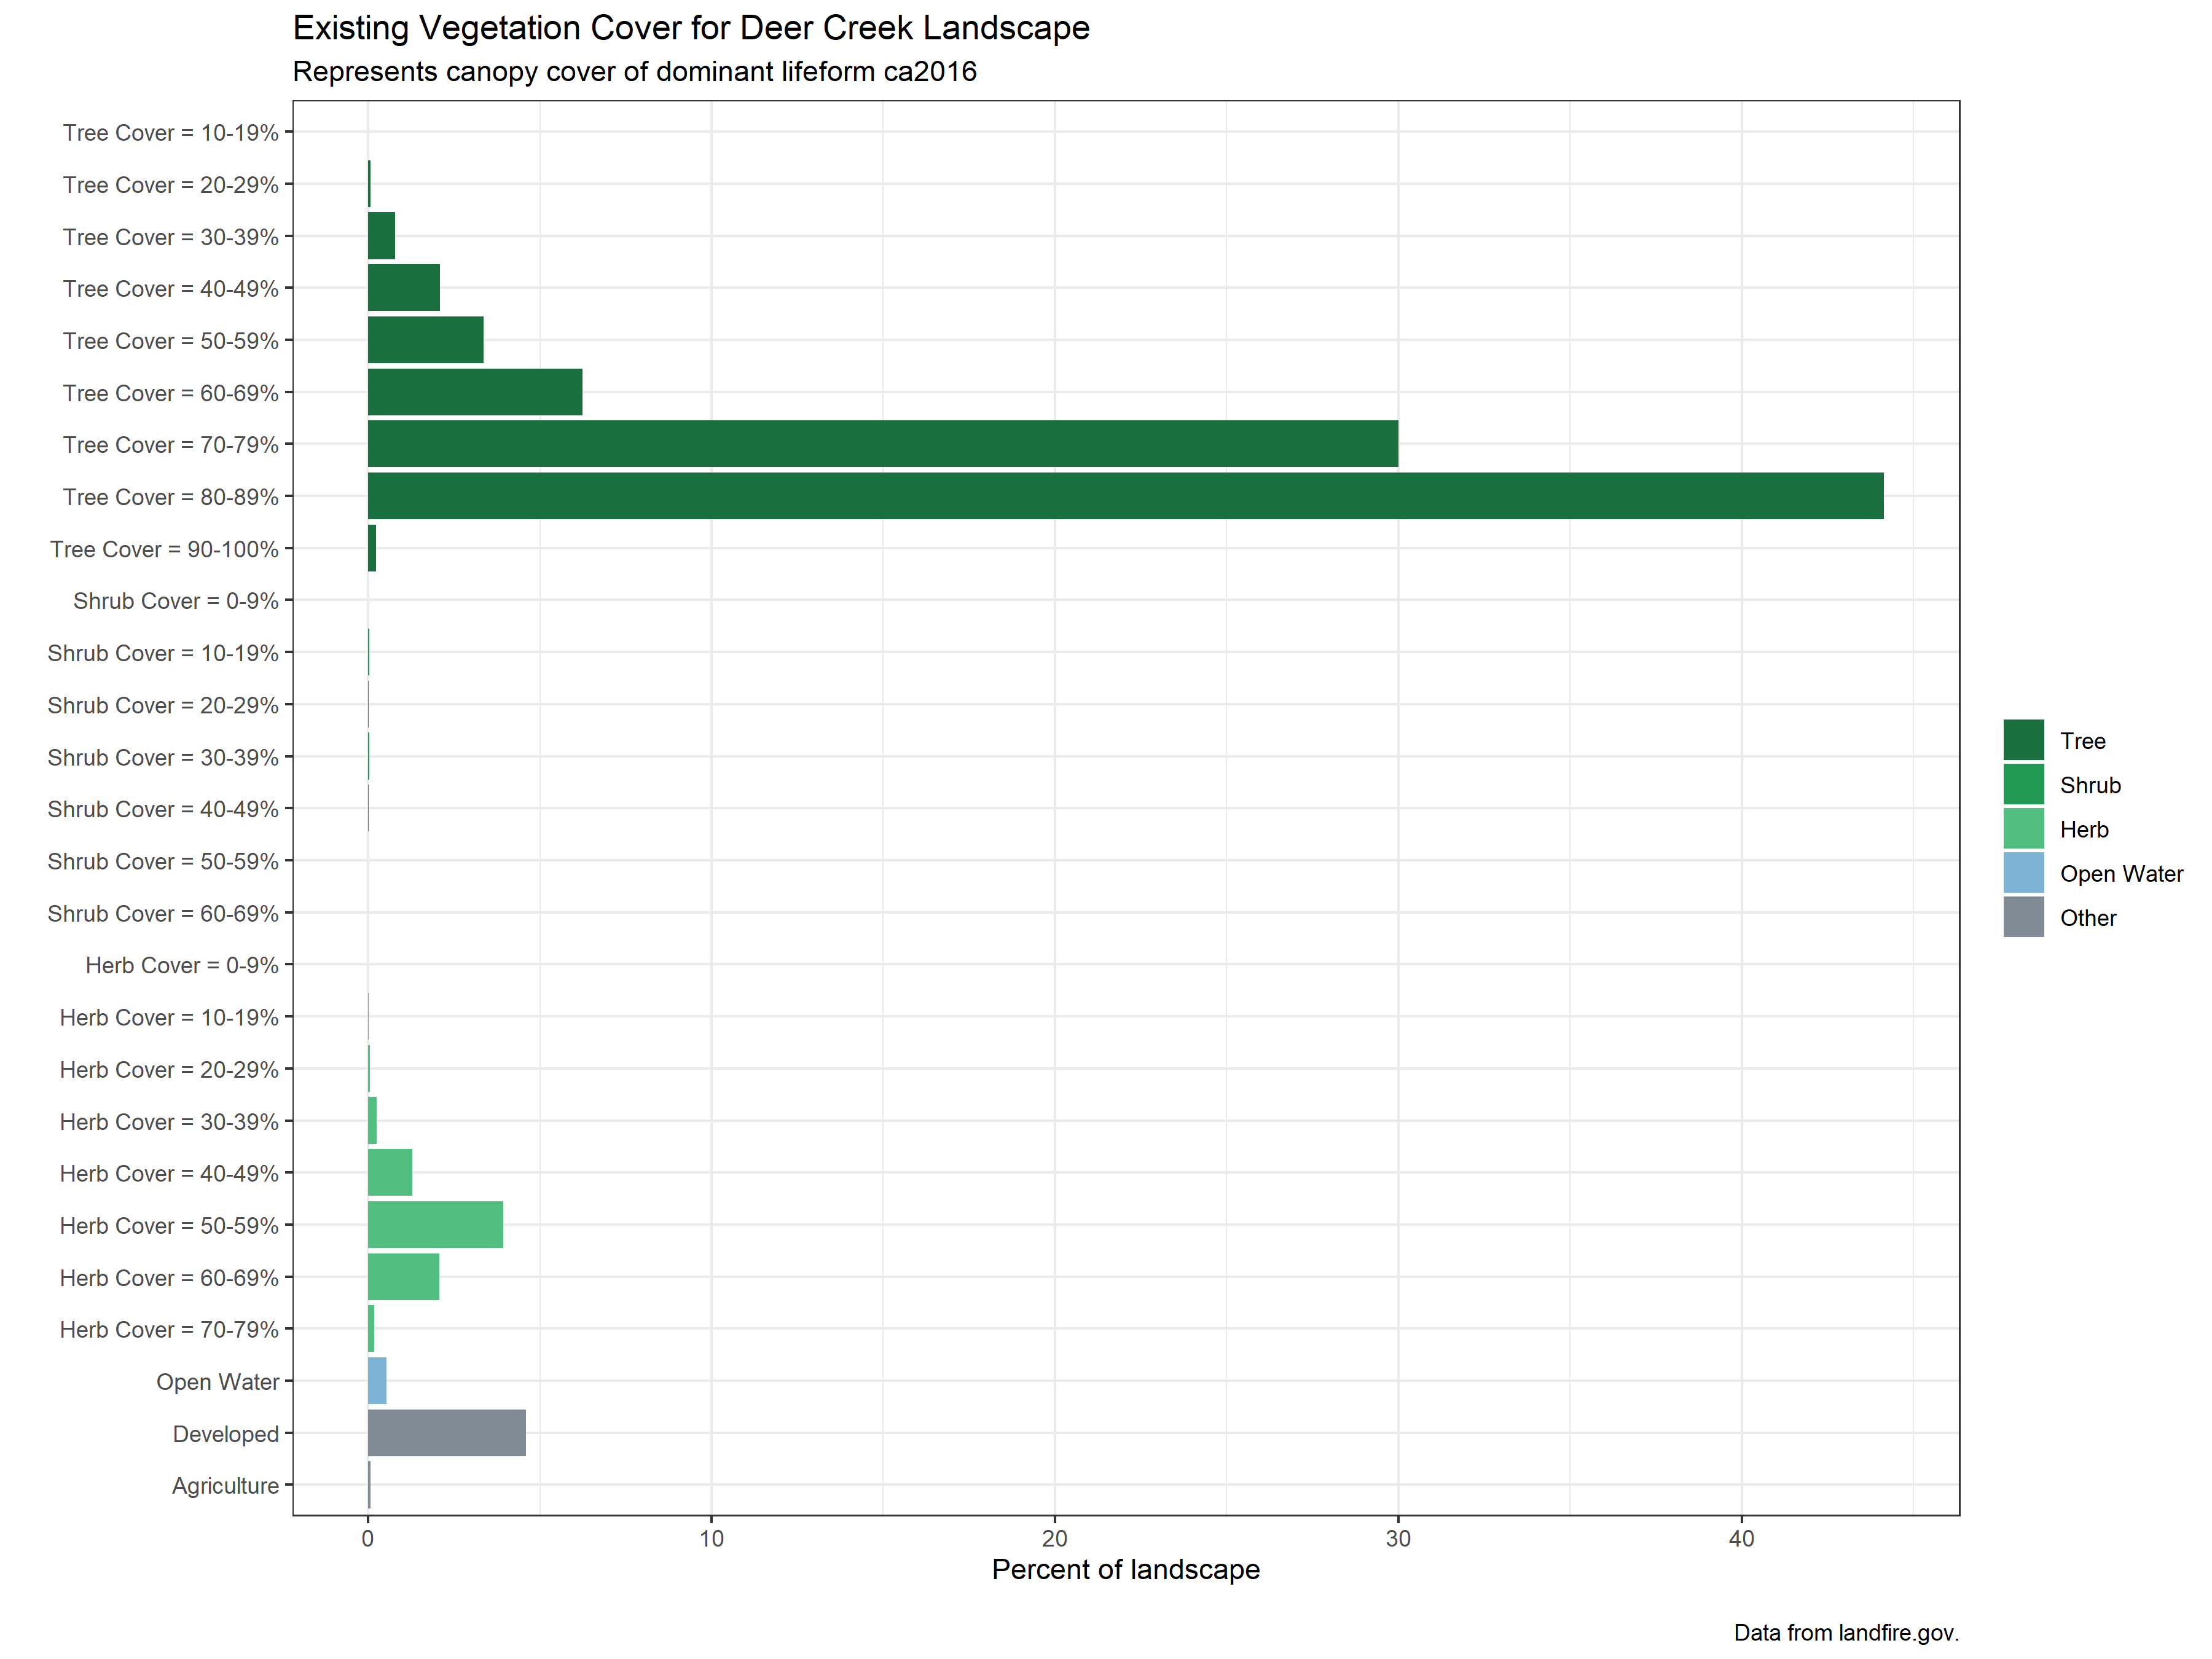 Existing Vegetation Cover for Deer Creek Landscape
Represents canopy cover of dominant lifeform ca2016
Tree Cover = 10-19%
Tree Cover = 20-29%
Tree Cover = 30-39%
Tree Cover = 40-49%
Tree Cover = 50-59%
Tree Cover = 60-69%
Tree Cover = 70-79%
Tree Cover = 80-89%
Tree Cover = 90-100%
Shrub Cover = 0-9%
Shrub Cover = 10-19%
Shrub Cover = 20-29%
Shrub Cover = 30-39%
Shrub Cover = 40-49%
Shrub Cover = 50-59%
Shrub Cover = 60-69%
Herb Cover = 0-9%
Herb Cover = 10-19%
Herb Cover = 20-29%
Herb Cover = 30-39%
Herb Cover = 40-49%
Herb Cover = 50-59%
Herb Cover = 60-69%
Herb Cover = 70-79%
Open Water
Developed
Agriculture
0 10 20 30 40
Percent of landscape
Tree
Shrub
Herb
Open Water
Other
Data from landfire.gov.